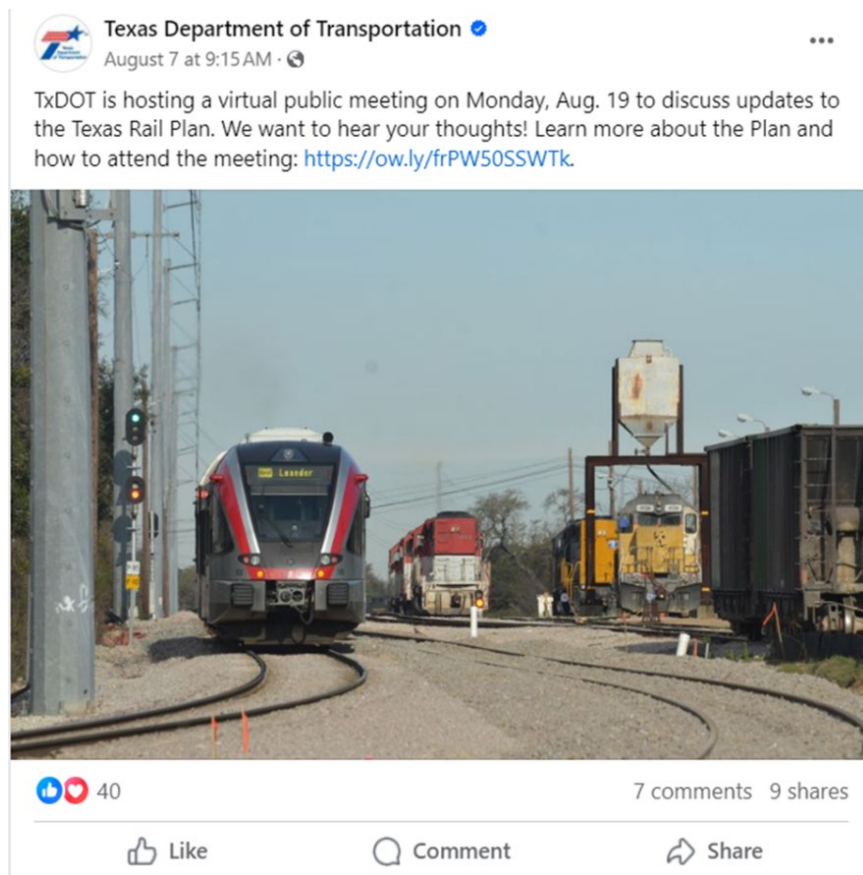 Texas Department of Transportation
August 7 at 9:15 AM ·
TxDOT is hosting a virtual public meeting on Monday, Aug. 19 to discuss updates to
the Texas Rail Plan. We want to hear your thoughts! Learn more about the Plan and
how to attend the meeting: https://ow.ly/frPW50SSWTk.
Leander
40
7 comments 9 shares
Like
Comment
Share